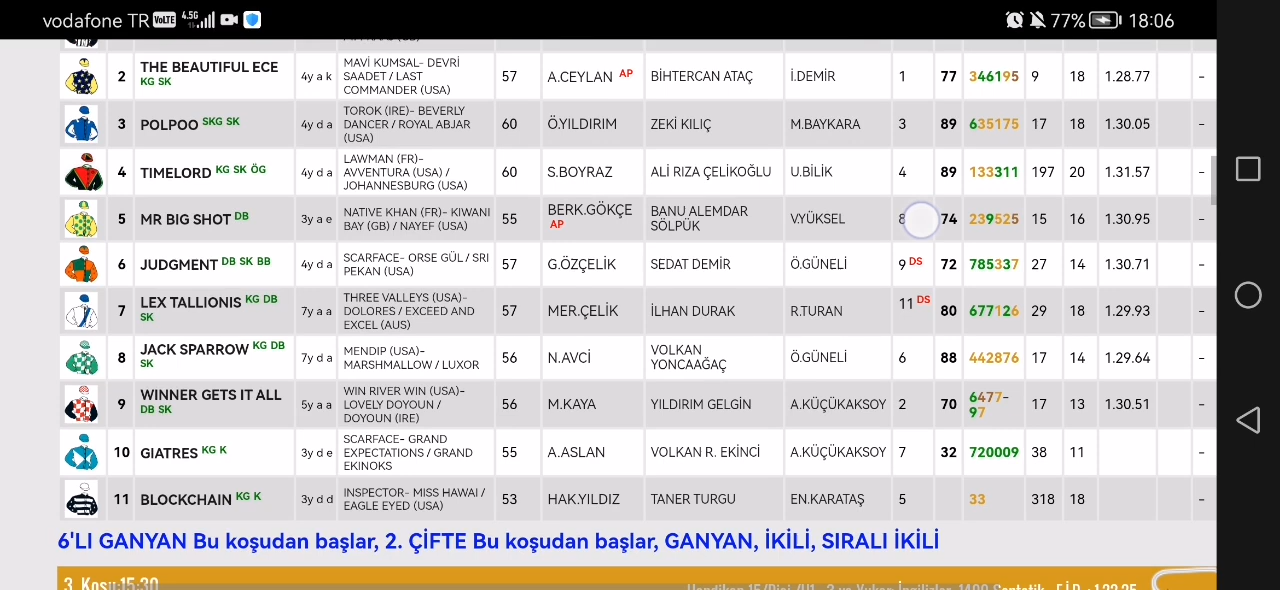 vodafone TR VoLTE 4.5G 77% 18:06
2 THE BEAUTIFUL ECE KG SK 4y a k MAVİ KUMSAL- DEVRİ SAADET / LAST COMMANDER (USA) 57 A.CEYLAN AP BİHTERCAN ATAÇ İ.DEMİR 1 77 346195 9 18 1.28.77 -
3 POLPOO SKG SK 4y d a TOROK (IRE)- BEVERLY DANCER / ROYAL ABJAR (USA) 60 Ö.YILDIRIM ZEKİ KILIÇ M.BAYKARA 3 89 635175 17 18 1.30.05 -
4 TIMELORD KG SK ÖG 4y d a LAWMAN (FR)- AVVENTURA (USA) / JOHANNESBURG (USA) 60 S.BOYRAZ ALİ RIZA ÇELİKOĞLU U.BİLİK 4 89 133311 197 20 1.31.57 -
5 MR BIG SHOT DB 3y a e NATIVE KHAN (FR)- KIWANI BAY (GB) / NAYEF (USA) 55 BERK.GÖKÇE AP BANU ALEMDAR SÖLPÜK V.YÜKSEL 8 74 239525 15 16 1.30.95 -
6 JUDGMENT DB SK BB 4y d a SCARFACE- ORSE GÜL / SRI PEKAN (USA) 57 G.ÖZÇELİK SEDAT DEMİR Ö.GÜNELİ 9 DS 72 785337 27 14 1.30.71 -
7 LEX TALLIONIS KG DB SK 7y a a THREE VALLEYS (USA)- DOLORES / EXCEED AND EXCEL (AUS) 57 MER.ÇELİK İLHAN DURAK R.TURAN 11 DS 80 677126 29 18 1.29.93 -
8 JACK SPARROW KG DB SK 7y d a MENDIP (USA)- MARSHMALLOW / LUXOR 56 N.AVCİ VOLKAN YONCAAĞAÇ Ö.GÜNELİ 6 88 442876 17 14 1.29.64 -
9 WINNER GETS IT ALL DB SK 5y a a WIN RIVER WIN (USA)- LOVELY DOYOUN / DOYOUN (IRE) 56 M.KAYA YILDIRIM GELGİN A.KÜÇÜKAKSOY 2 70 6477-97 17 13 1.30.51 -
10 GIATRES KG K 3y d e SCARFACE- GRAND EXPECTATIONS / GRAND EKINOKS 55 A.ASLAN VOLKAN R. EKİNCİ A.KÜÇÜKAKSOY 7 32 720009 38 11 -
11 BLOCKCHAIN KG K 3y d d INSPECTOR- MISS HAWAI / EAGLE EYED (USA) 53 HAK.YILDIZ TANER TURGU EN.KARATAŞ 5 33 318 18 -
6'LI GANYAN Bu koşudan başlar, 2. ÇİFTE Bu koşudan başlar, GANYAN, İKİLİ, SIRALI İKİLİ
3. Koşu:15:30